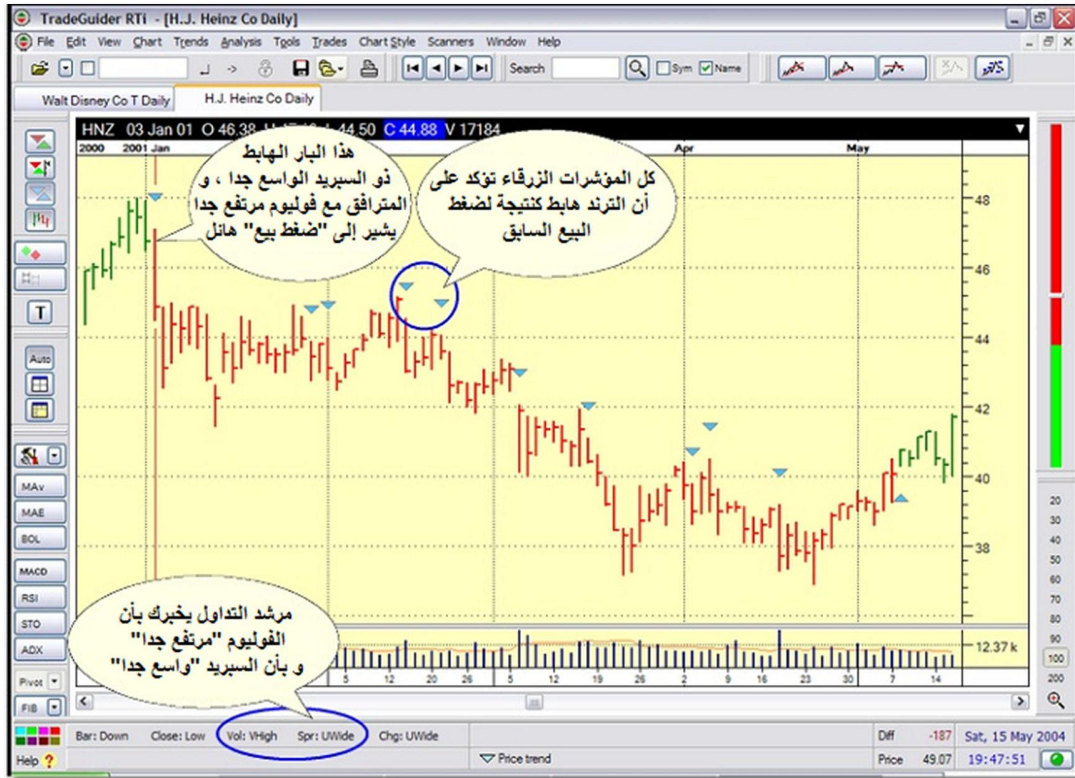 TradeGuider RTi - [H.J. Heinz Co Daily]
File Edit View Chart Trends Analysis Tools Trades Chart Style Scanners Window Help
Search Sym Name
Walt Disney Co T Daily H.J. Heinz Co Daily
HNZ 03 Jan 01 O 46.38 44.50 C 44.88 V 17184
2000 2001 Jan Apr May
هذا البار الهابط
ذو السبريد الواسع جدا ، و
المترافق مع فوليوم مرتفع جدا
يشير إلى "ضغط بيع" هائل
كل المؤشرات الزرقاء تؤكد على
أن الترند هابط كنتيجة لضغط
البيع السابق
48
46
44
42
40
38
T
Auto
MAv
MAE
BOL
MACD
RSI
STO
ADX
Pivot
FIB
20
30
40
50
60
70
80
90
100
200
مرشد التداول يخبرك بأن
الفوليوم "مرتفع جدا"
و بأن السبريد "واسع جدا"
12.37 k
5 12 20 26 5 12 19 26 2 9 16 23 30 7 14
Bar: Down Close: Low Vol: VHigh Spr: UWide Chg: UWide Diff -187 Sat, 15 May 2004
Help ? Price trend Price 49.07 19:47:51